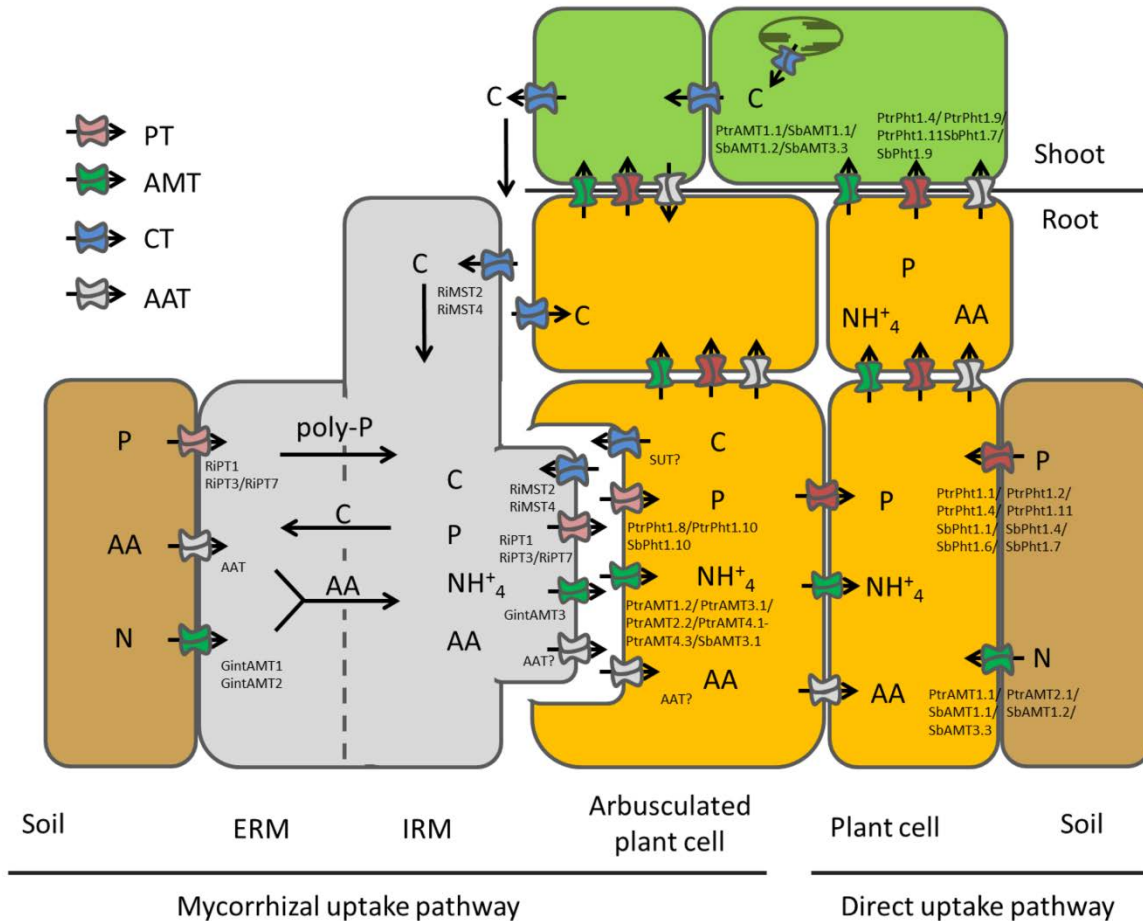 PT
AMT
CT
AAT
C
C
PtrAMT1.1/SbAMT1.1/
SbAMT1.2/SbAMT3.3
PtrPht1.4/ PtrPht1.9/
PtrPht1.11SbPht1.7/
SbPht1.9
Shoot
Root
C
RiMST2
RiMST4
C
P
NH⁺₄
AA
P
RiPT1
RiPT3/RiPT7
AA
AAT
N
GintAMT1
GintAMT2
poly-P
C
AA
C
P
NH⁺₄
AA
RiMST2
RiMST4
RiPT1
RiPT3/RiPT7
GintAMT3
AAT?
C
SUT?
P
PtrPht1.8/PtrPht1.10
SbPht1.10
NH⁺₄
PtrAMT1.2/ PtrAMT3.1/
PtrAMT2.2/PtrAMT4.1-
PtrAMT4.3/SbAMT3.1
AA
AAT?
P
NH⁺₄
AA
P
PtrPht1.1/ PtrPht1.2/
PtrPht1.4/ PtrPht1.11
SbPht1.1/ SbPht1.4/
SbPht1.6/ SbPht1.7
N
PtrAMT1.1/ PtrAMT2.1/
SbAMT1.1/ SbAMT1.2/
SbAMT3.3
Soil
ERM
IRM
Arbusculated
plant cell
Plant cell
Soil
Mycorrhizal uptake pathway
Direct uptake pathway